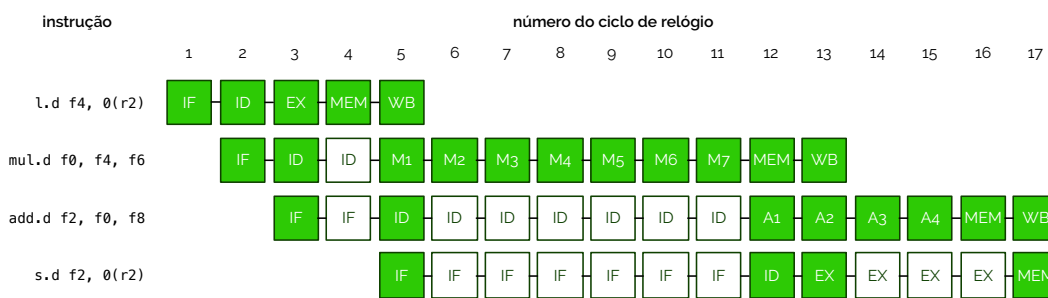 instrução número do ciclo de relógio
1 2 3 4 5 6 7 8 9 10 11 12 13 14 15 16 17
l.d f4, 0(r2) IF ID EX MEM WB
mul.d f0, f4, f6 IF ID ID M1 M2 M3 M4 M5 M6 M7 MEM WB
add.d f2, f0, f8 IF IF ID ID ID ID ID ID ID A1 A2 A3 A4 MEM WB
s.d f2, 0(r2) IF IF IF IF IF IF IF ID EX EX EX EX MEM